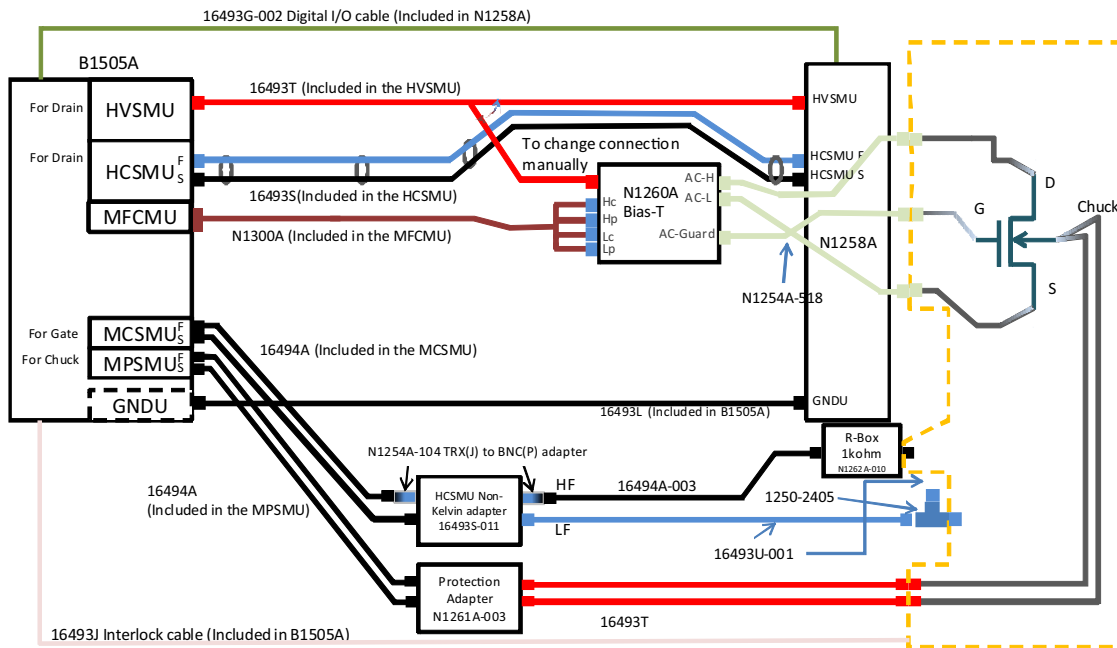 16493G-002 Digital I/O cable (Included in N1258A)
B1505A
16493T (Included in the HVSMU)
For Drain
HVSMU
HVSMU
For Drain
HCSMU F
S
To change connection
manually
HCSMU F
HCSMU S
16493S(Included in the HCSMU)
MFCMU
N1300A (Included in the MFCMU)
N1260A
Bias-T
Hc
Hp
Lc
Lp
AC-H
AC-L
AC-Guard
N1258A
N1254A-518
D
G
S
Chuck
For Gate
MCSMU F
S
For Chuck
MPSMU F
S
16494A (Included in the MCSMU)
GNDU
GNDU
16493L (Included in B1505A)
R-Box
1kohm
N1262A-010
N1254A-104 TRX(J) to BNC(P) adapter
16494A
(Included in the MPSMU)
HCSMU Non-
Kelvin adapter
16493S-011
HF
LF
16494A-003
1250-2405
16493U-001
Protection
Adapter
N1261A-003
16493T
16493J Interlock cable (Included in B1505A)